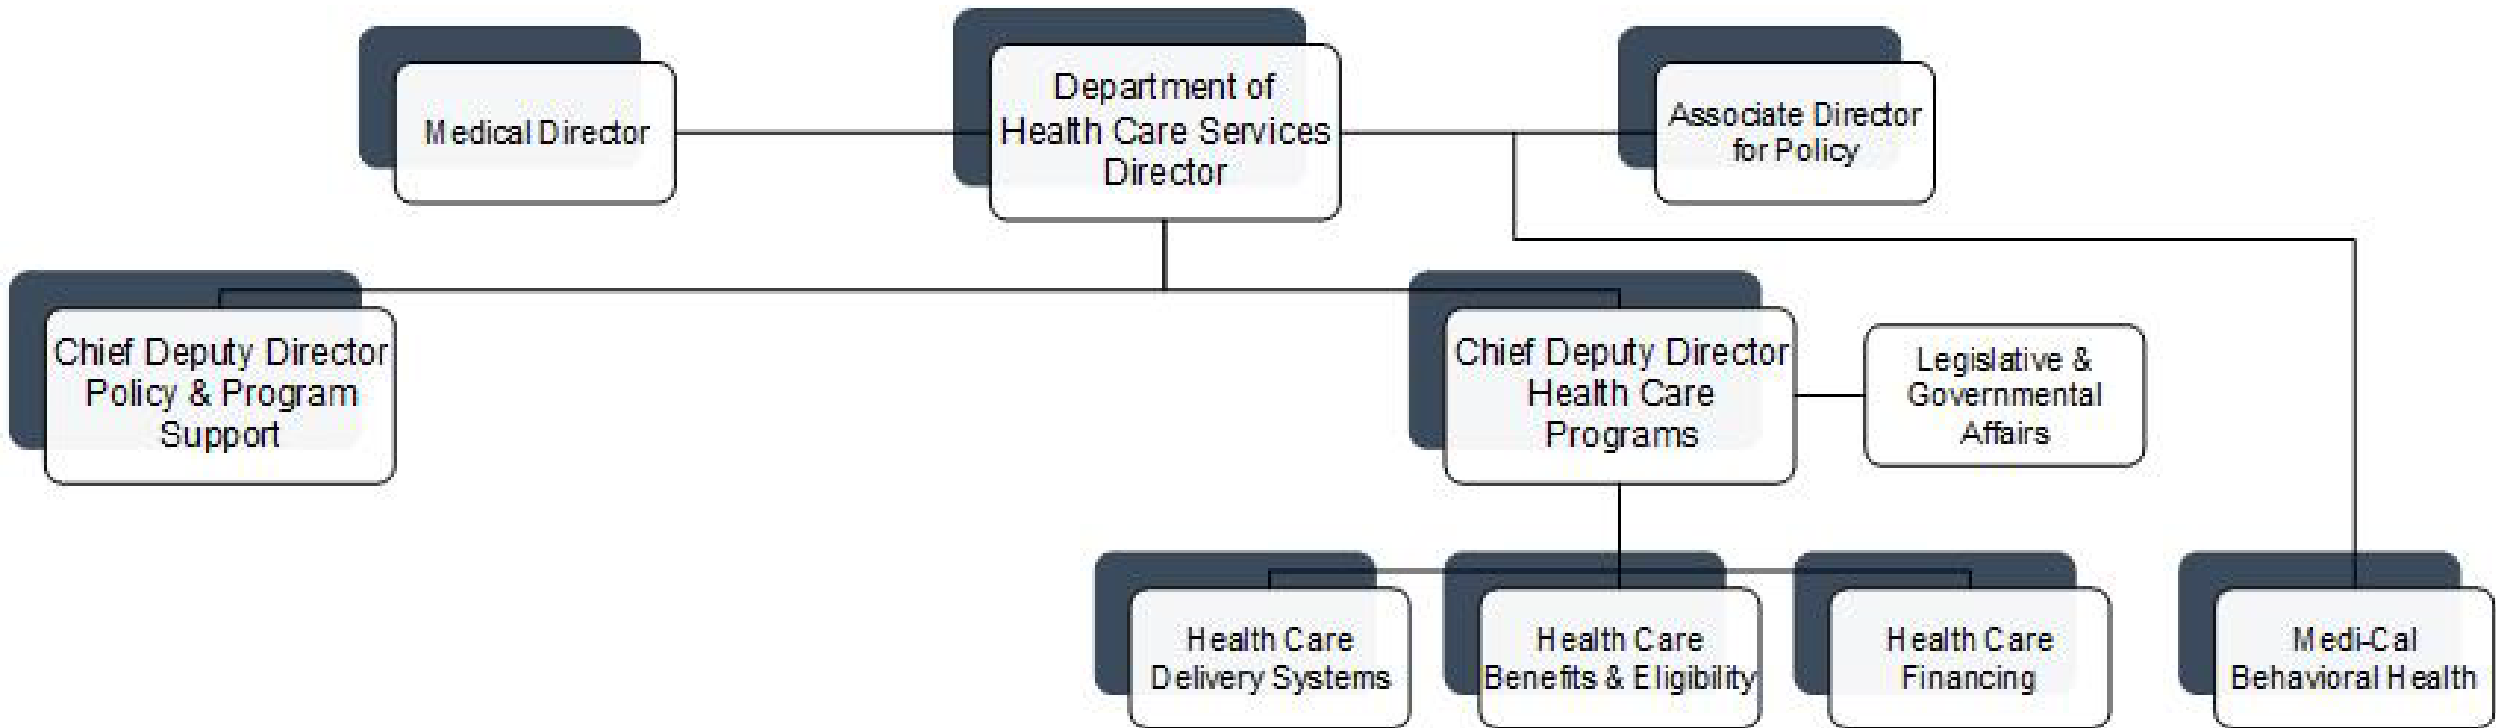 Medical Director
Department of
Health Care Services
Director
Associate Director
for Policy
Chief Deputy Director
Policy & Program
Support
Chief Deputy Director
Health Care
Programs
Legislative &
Governmental
Affairs
Health Care
Delivery Systems
Health Care
Benefits & Eligibility
Health Care
Financing
Medi-Cal
Behavioral Health